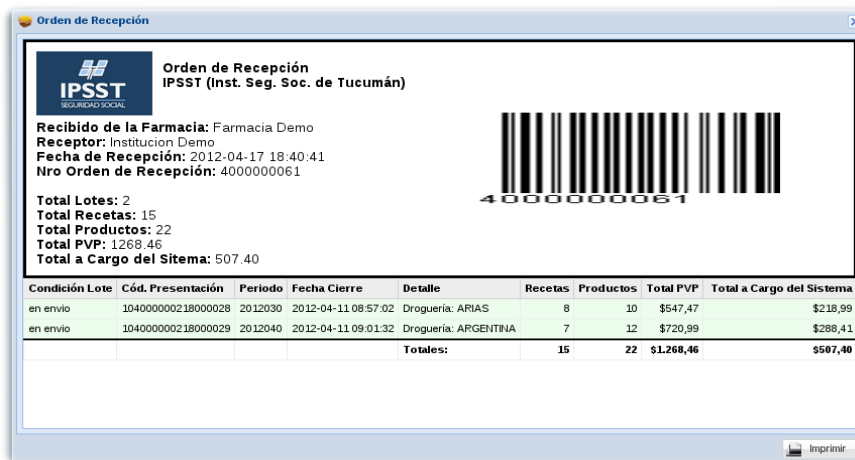 Orden de Recepción
IPSST
SEGURIDAD SOCIAL
Orden de Recepción
IPSST (Inst. Seg. Soc. de Tucumán)
Recibido de la Farmacia: Farmacia Demo
Receptor: Institucion Demo
Fecha de Recepción: 2012-04-17 18:40:41
Nro Orden de Recepción: 4000000061
4000000061
Total Lotes: 2
Total Recetas: 15
Total Productos: 22
Total PVP: 1268.46
Total a Cargo del Sitema: 507.40
Condición Lote Cód. Presentación Periodo Fecha Cierre Detalle Recetas Productos Total PVP Total a Cargo del Sistema
en envio 104000000218000028 2012030 2012-04-11 08:57:02 Droguería: ARIAS 8 10 $547,47 $218,99
en envio 104000000218000029 2012040 2012-04-11 09:01:32 Droguería: ARGENTINA 7 12 $720,99 $288,41
Totales: 15 22 $1.268,46 $507,40
Imprimir